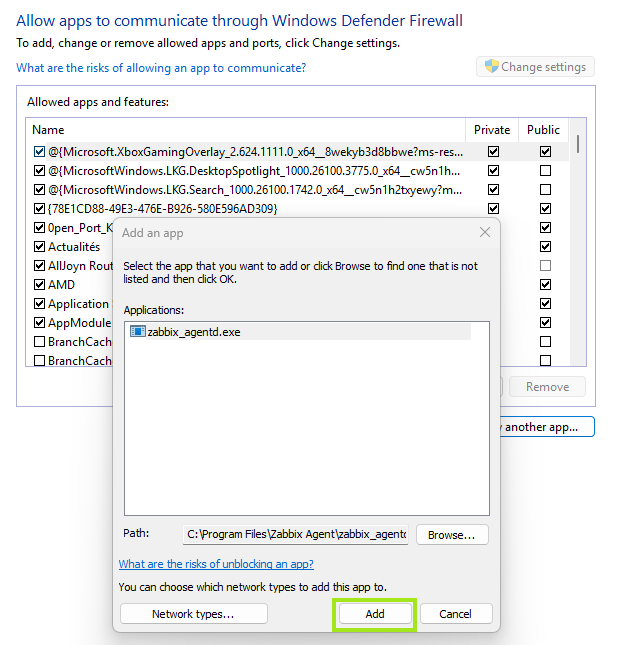 Allow apps to communicate through Windows Defender Firewall
To add, change or remove allowed apps and ports, click Change settings.
What are the risks of allowing an app to communicate?
Change settings
Allowed apps and features:
Name Private Public
@{Microsoft.XboxGamingOverlay_2.624.1111.0_x64__8wekyb3d8bbwe?ms-res...
@{MicrosoftWindows.LKG.DesktopSpotlight_1000.26100.3775.0_x64__cw5n1h...
@{MicrosoftWindows.LKG.Search_1000.26100.1742.0_x64__cw5n1h2txyewy?m...
{78E1CD88-49E3-476E-B926-580E596AD309}
0pen_Port_K
Actualités
AllJoyn Rout
AMD
Application
AppModule
BranchCache
BranchCache
Remove
another app...
Add an app
Select the app that you want to add or click Browse to find one that is not
listed and then click OK.
Applications:
zabbix_agentd.exe
Path: C:\Program Files\Zabbix Agent\zabbix_agentd Browse...
What are the risks of unblocking an app?
You can choose which network types to add this app to.
Network types... Add Cancel